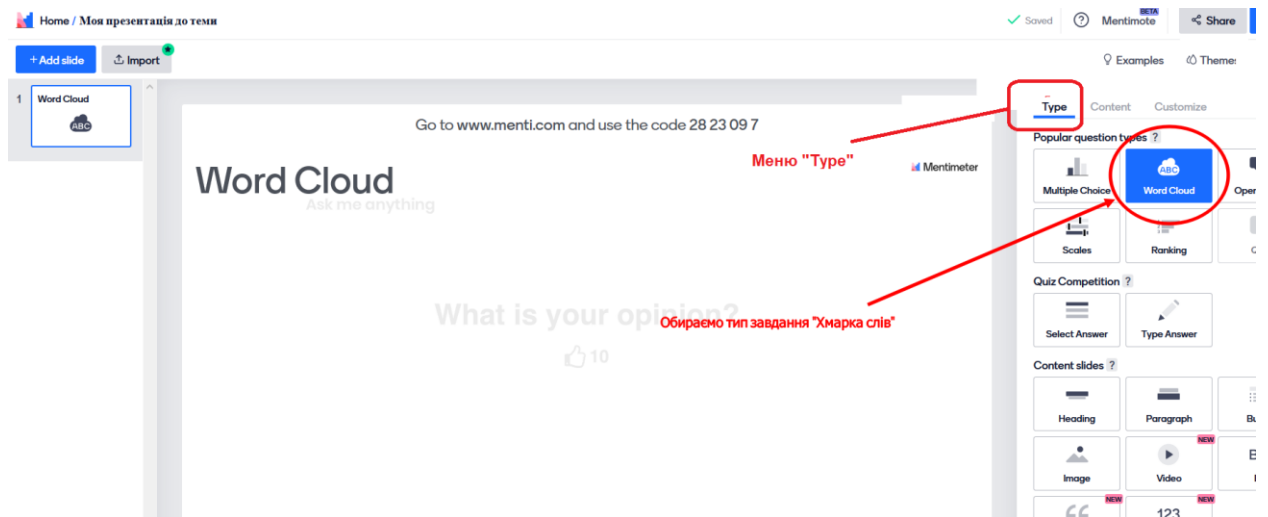 Home / Моя презентація до теми
Saved
? Mentimote
BETA
Share
+ Add slide
Import
Examples
Themes
1 Word Cloud
ABC
Go to www.menti.com and use the code 28 23 09 7
Mentimeter
Word Cloud
Ask me anything
What is your opinion?
10
Меню "Type"
Обираємо тип завдання "Хмарка слів"
Type Content Customize
Popular question types ?
ABC
Multiple Choice Word Cloud Oper
Scales Ranking
Quiz Competition ?
Select Answer Type Answer
Content slides ?
Heading Paragraph Bu
NEW
Image Video
NEW NEW
123